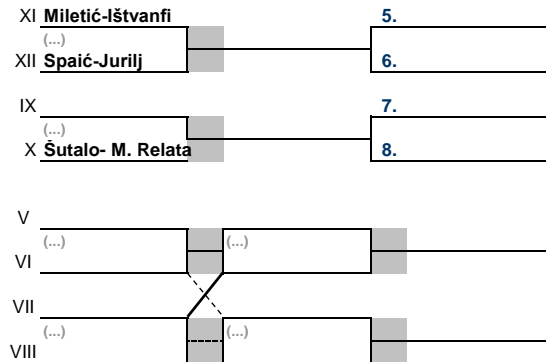 XI Miletić-Ištvanfi 5.
(...)
XII Spaić-Jurilj 6.
IX 7.
(...)
X Šutalo- M. Relata 8.
V
(...) (...)
VI
VII
(...) (...)
VIII